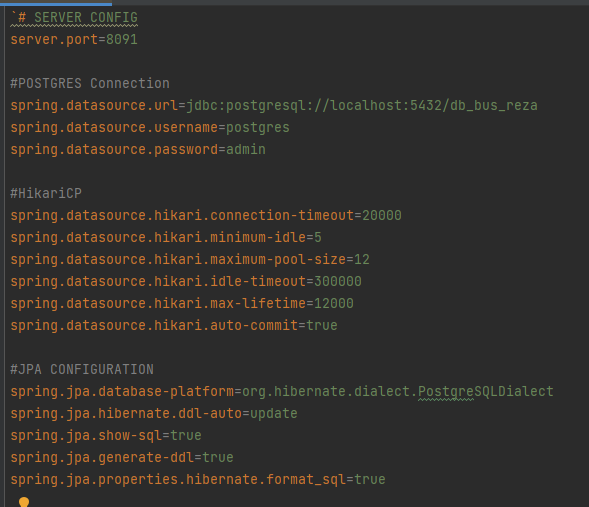 `# SERVER CONFIG
server.port=8091
#POSTGRES Connection
spring.datasource.url=jdbc:postgresql://localhost:5432/db_bus_reza
spring.datasource.username=postgres
spring.datasource.password=admin
#HikariCP
spring.datasource.hikari.connection-timeout=20000
spring.datasource.hikari.minimum-idle=5
spring.datasource.hikari.maximum-pool-size=12
spring.datasource.hikari.idle-timeout=300000
spring.datasource.hikari.max-lifetime=12000
spring.datasource.hikari.auto-commit=true
#JPA CONFIGURATION
spring.jpa.database-platform=org.hibernate.dialect.PostgreSQLDialect
spring.jpa.hibernate.ddl-auto=update
spring.jpa.show-sql=true
spring.jpa.generate-ddl=true
spring.jpa.properties.hibernate.format_sql=true